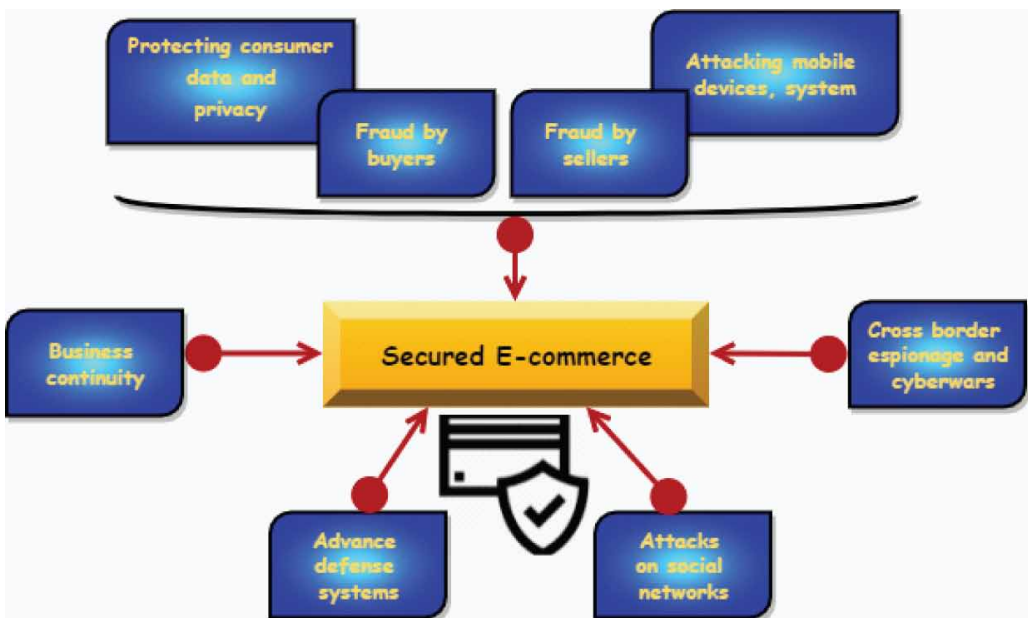 Protecting consumer
data and
privacy
Fraud by
buyers
Fraud by
sellers
Attacking mobile
devices, system
Business
continuity
Secured E-commerce
Cross border
espionage and
cyberwars
Advance
defense
systems
Attacks
on social
networks